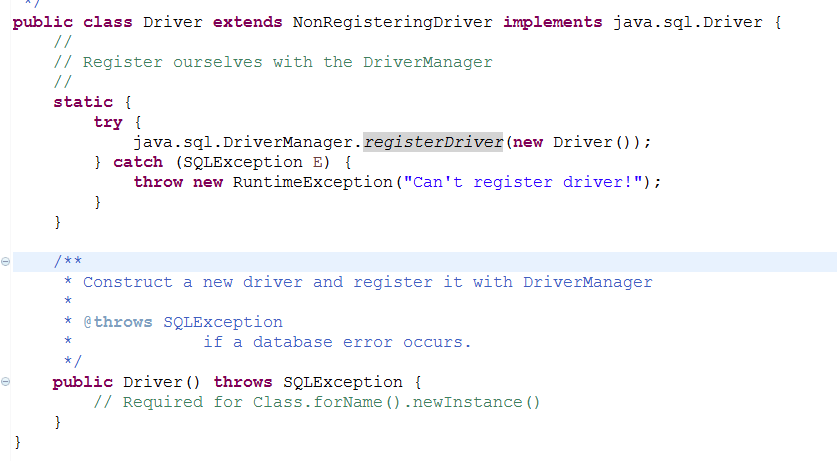 */
public class Driver extends NonRegisteringDriver implements java.sql.Driver {
    //
    // Register ourselves with the DriverManager
    //
    static {
        try {
            java.sql.DriverManager.registerDriver(new Driver());
        } catch (SQLException E) {
            throw new RuntimeException("Can't register driver!");
        }
    }

    /**
     * Construct a new driver and register it with DriverManager
     *
     * @throws SQLException
     *             if a database error occurs.
     */
    public Driver() throws SQLException {
        // Required for Class.forName().newInstance()
    }
}